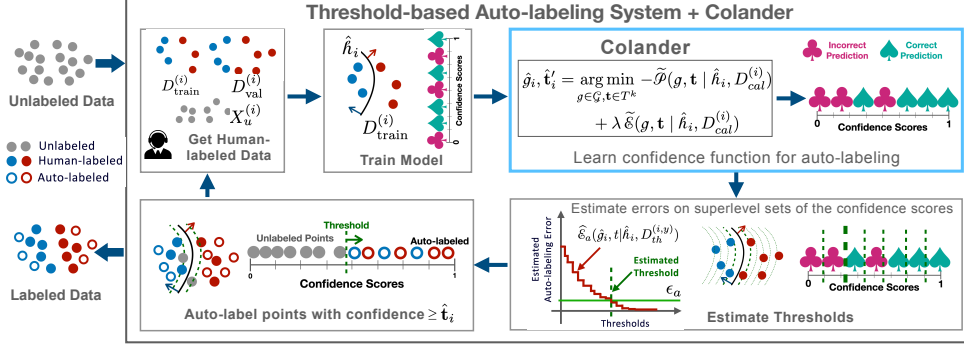 Threshold-based Auto-labeling System + Colander
Unlabeled Data
Unlabeled
Human-labeled
Auto-labeled
Labeled Data
D_train^(i) D_val^(i)
X_u^(i)
Get Human-
labeled Data
ĥ_i
D_train^(i)
Train Model
0
Confidence Scores
1
Colander
ĝ_i, t̂′_i = arg min −P̃(g, t | ĥ_i, D_cal^(i))
g∈G, t∈T^k
+ λ Ẽ(g, t | ĥ_i, D_cal^(i))
Incorrect
Prediction
Correct
Prediction
0 Confidence Scores 1
Learn confidence function for auto-labeling
Threshold
Unlabeled Points
Auto-labeled
0 1
Confidence Scores
Auto-label points with confidence ≥ t̂_i
Estimate errors on superlevel sets of the confidence scores
Estimated
Auto-labeling Error
Ê_a(ĝ_i, t|ĥ_i, D_th^(i,y))
Estimated
Threshold
ϵ_a
Thresholds
0 Confidence Scores 1
Estimate Thresholds